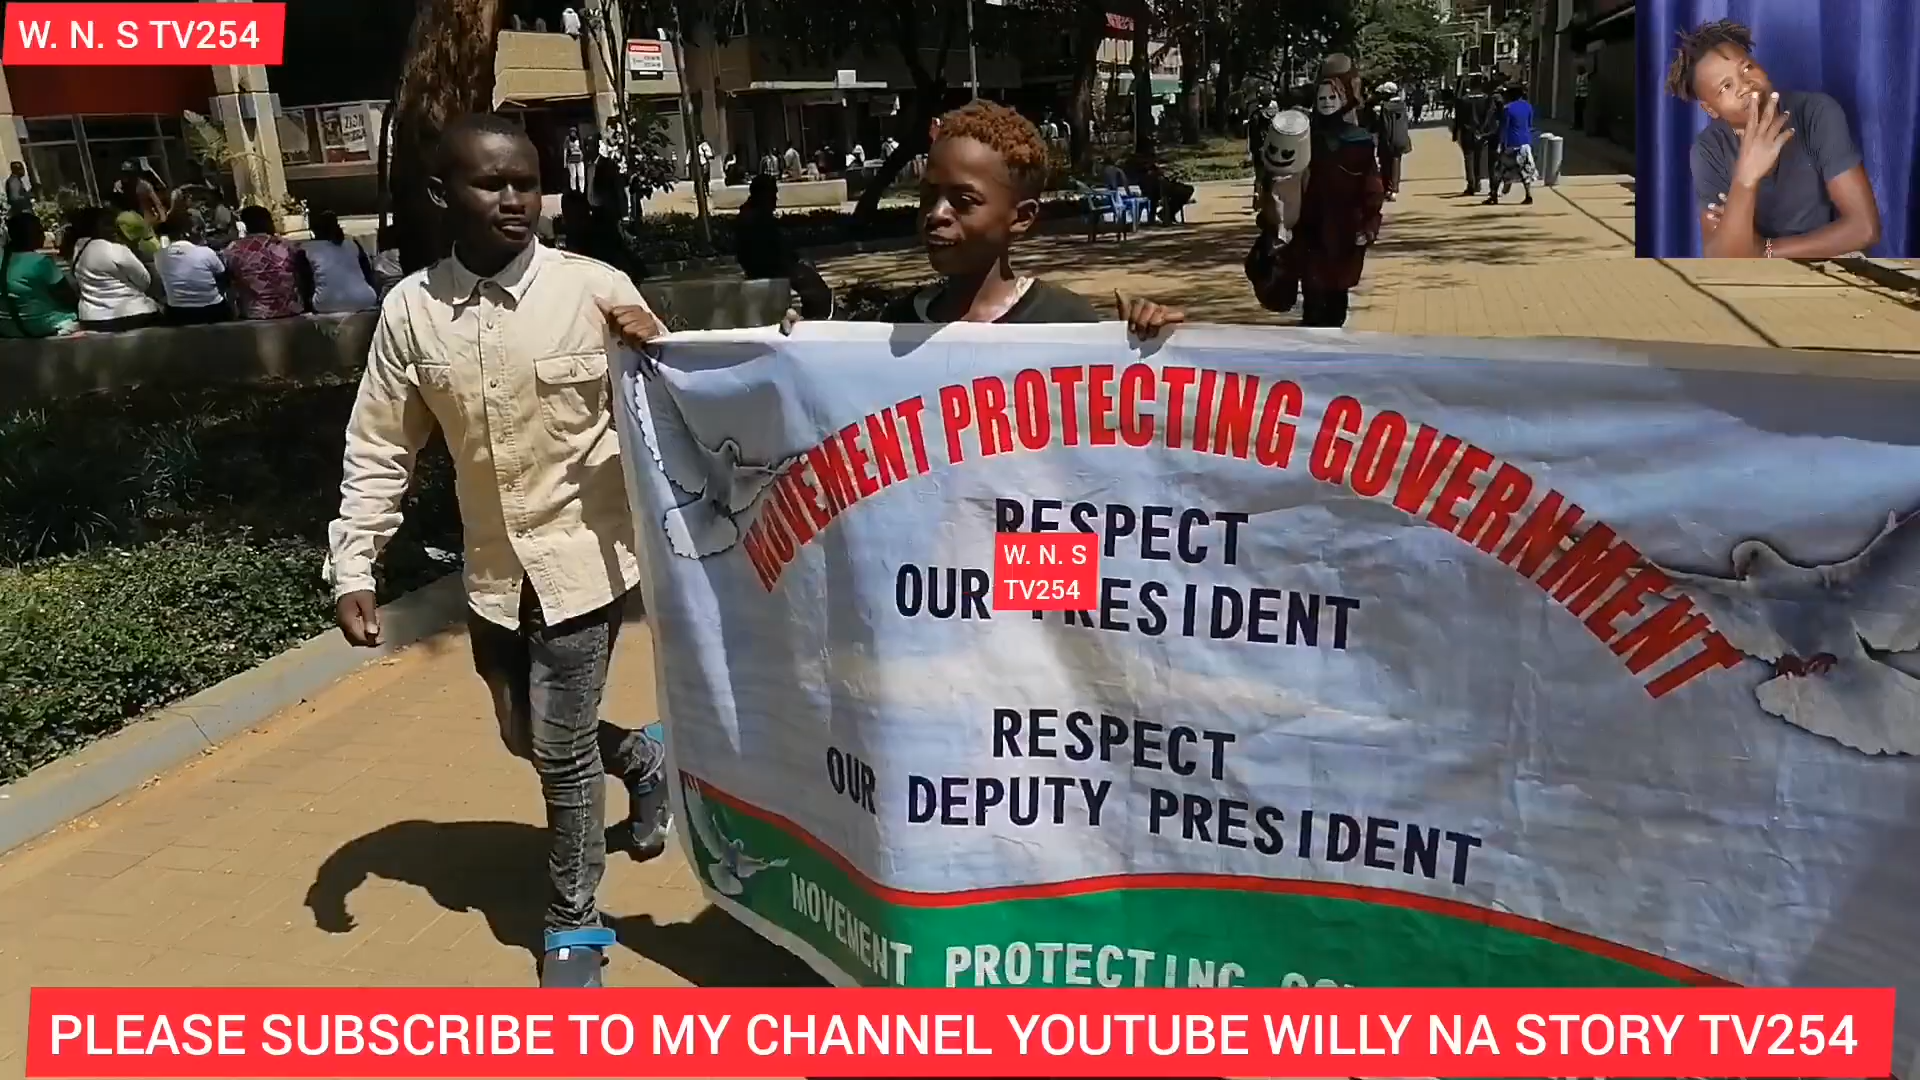 W. N. S TV254
ZION
MOVEMENT PROTECTING GOVERNMENT
RESPECT
W. N. S
TV254
OUR PRESIDENT
RESPECT
OUR DEPUTY PRESIDENT
MOVEMENT PROTECTING
PLEASE SUBSCRIBE TO MY CHANNEL YOUTUBE WILLY NA STORY TV254